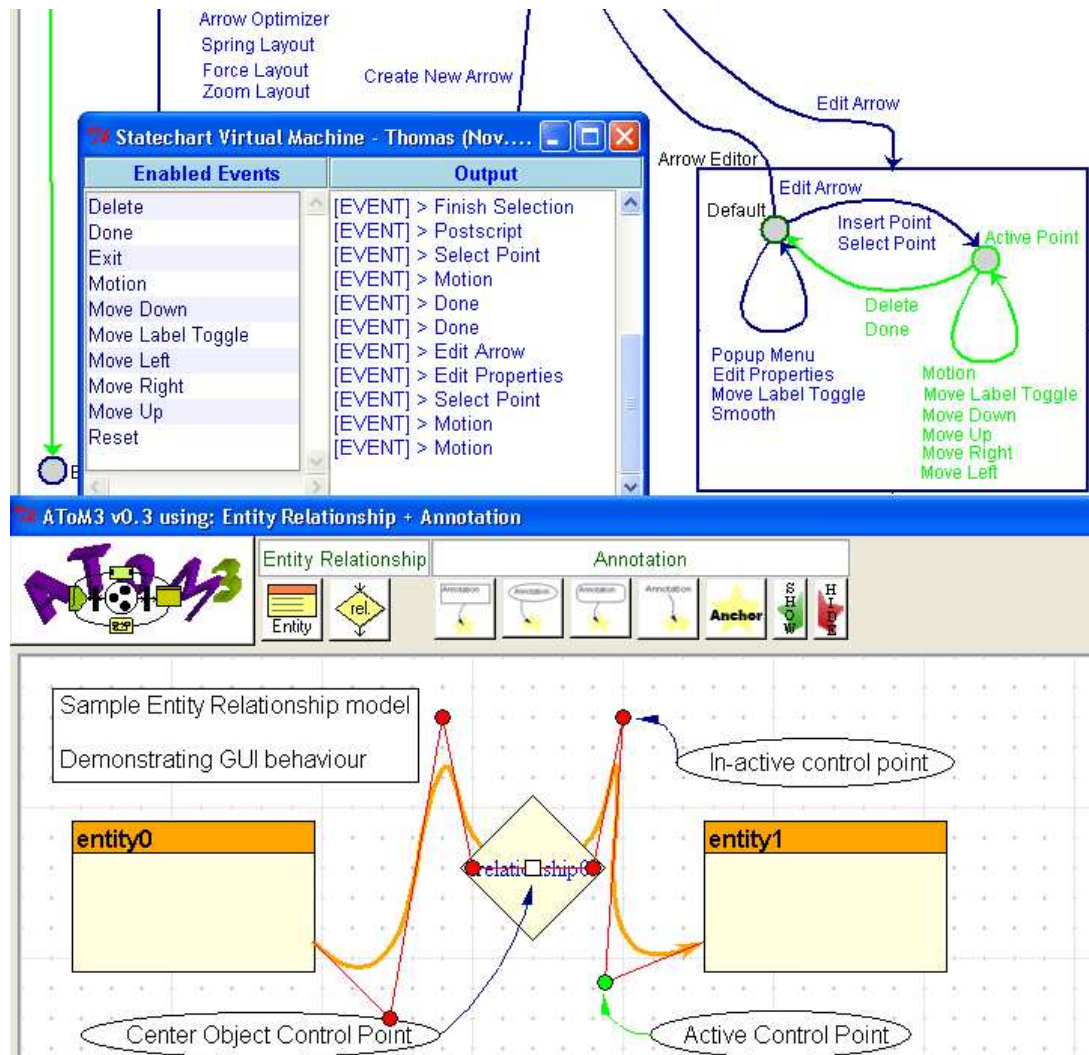 Arrow Optimizer
Spring Layout
Force Layout
Zoom Layout
Create New Arrow
Edit Arrow
Statechart Virtual Machine - Thomas (Nov....
Enabled Events
Output
Delete
Done
Exit
Motion
Move Down
Move Label Toggle
Move Left
Move Right
Move Up
Reset
[EVENT] > Finish Selection
[EVENT] > Postscript
[EVENT] > Select Point
[EVENT] > Motion
[EVENT] > Done
[EVENT] > Done
[EVENT] > Edit Arrow
[EVENT] > Edit Properties
[EVENT] > Select Point
[EVENT] > Motion
[EVENT] > Motion
Arrow Editor
Edit Arrow
Default
Insert Point
Select Point
Active Point
Delete
Done
Popup Menu
Edit Properties
Move Label Toggle
Smooth
Motion
Move Label Toggle
Move Down
Move Up
Move Right
Move Left
AToM3 v0.3 using: Entity Relationship + Annotation
AToM3
Entity Relationship
Annotation
Entity
rel.
Annotation
Annotation
Annotation
Annotation
Anchor
SHOW
HIDE
Sample Entity Relationship model
Demonstrating GUI behaviour
In-active control point
entity0
entity1
Center Object Control Point
Active Control Point